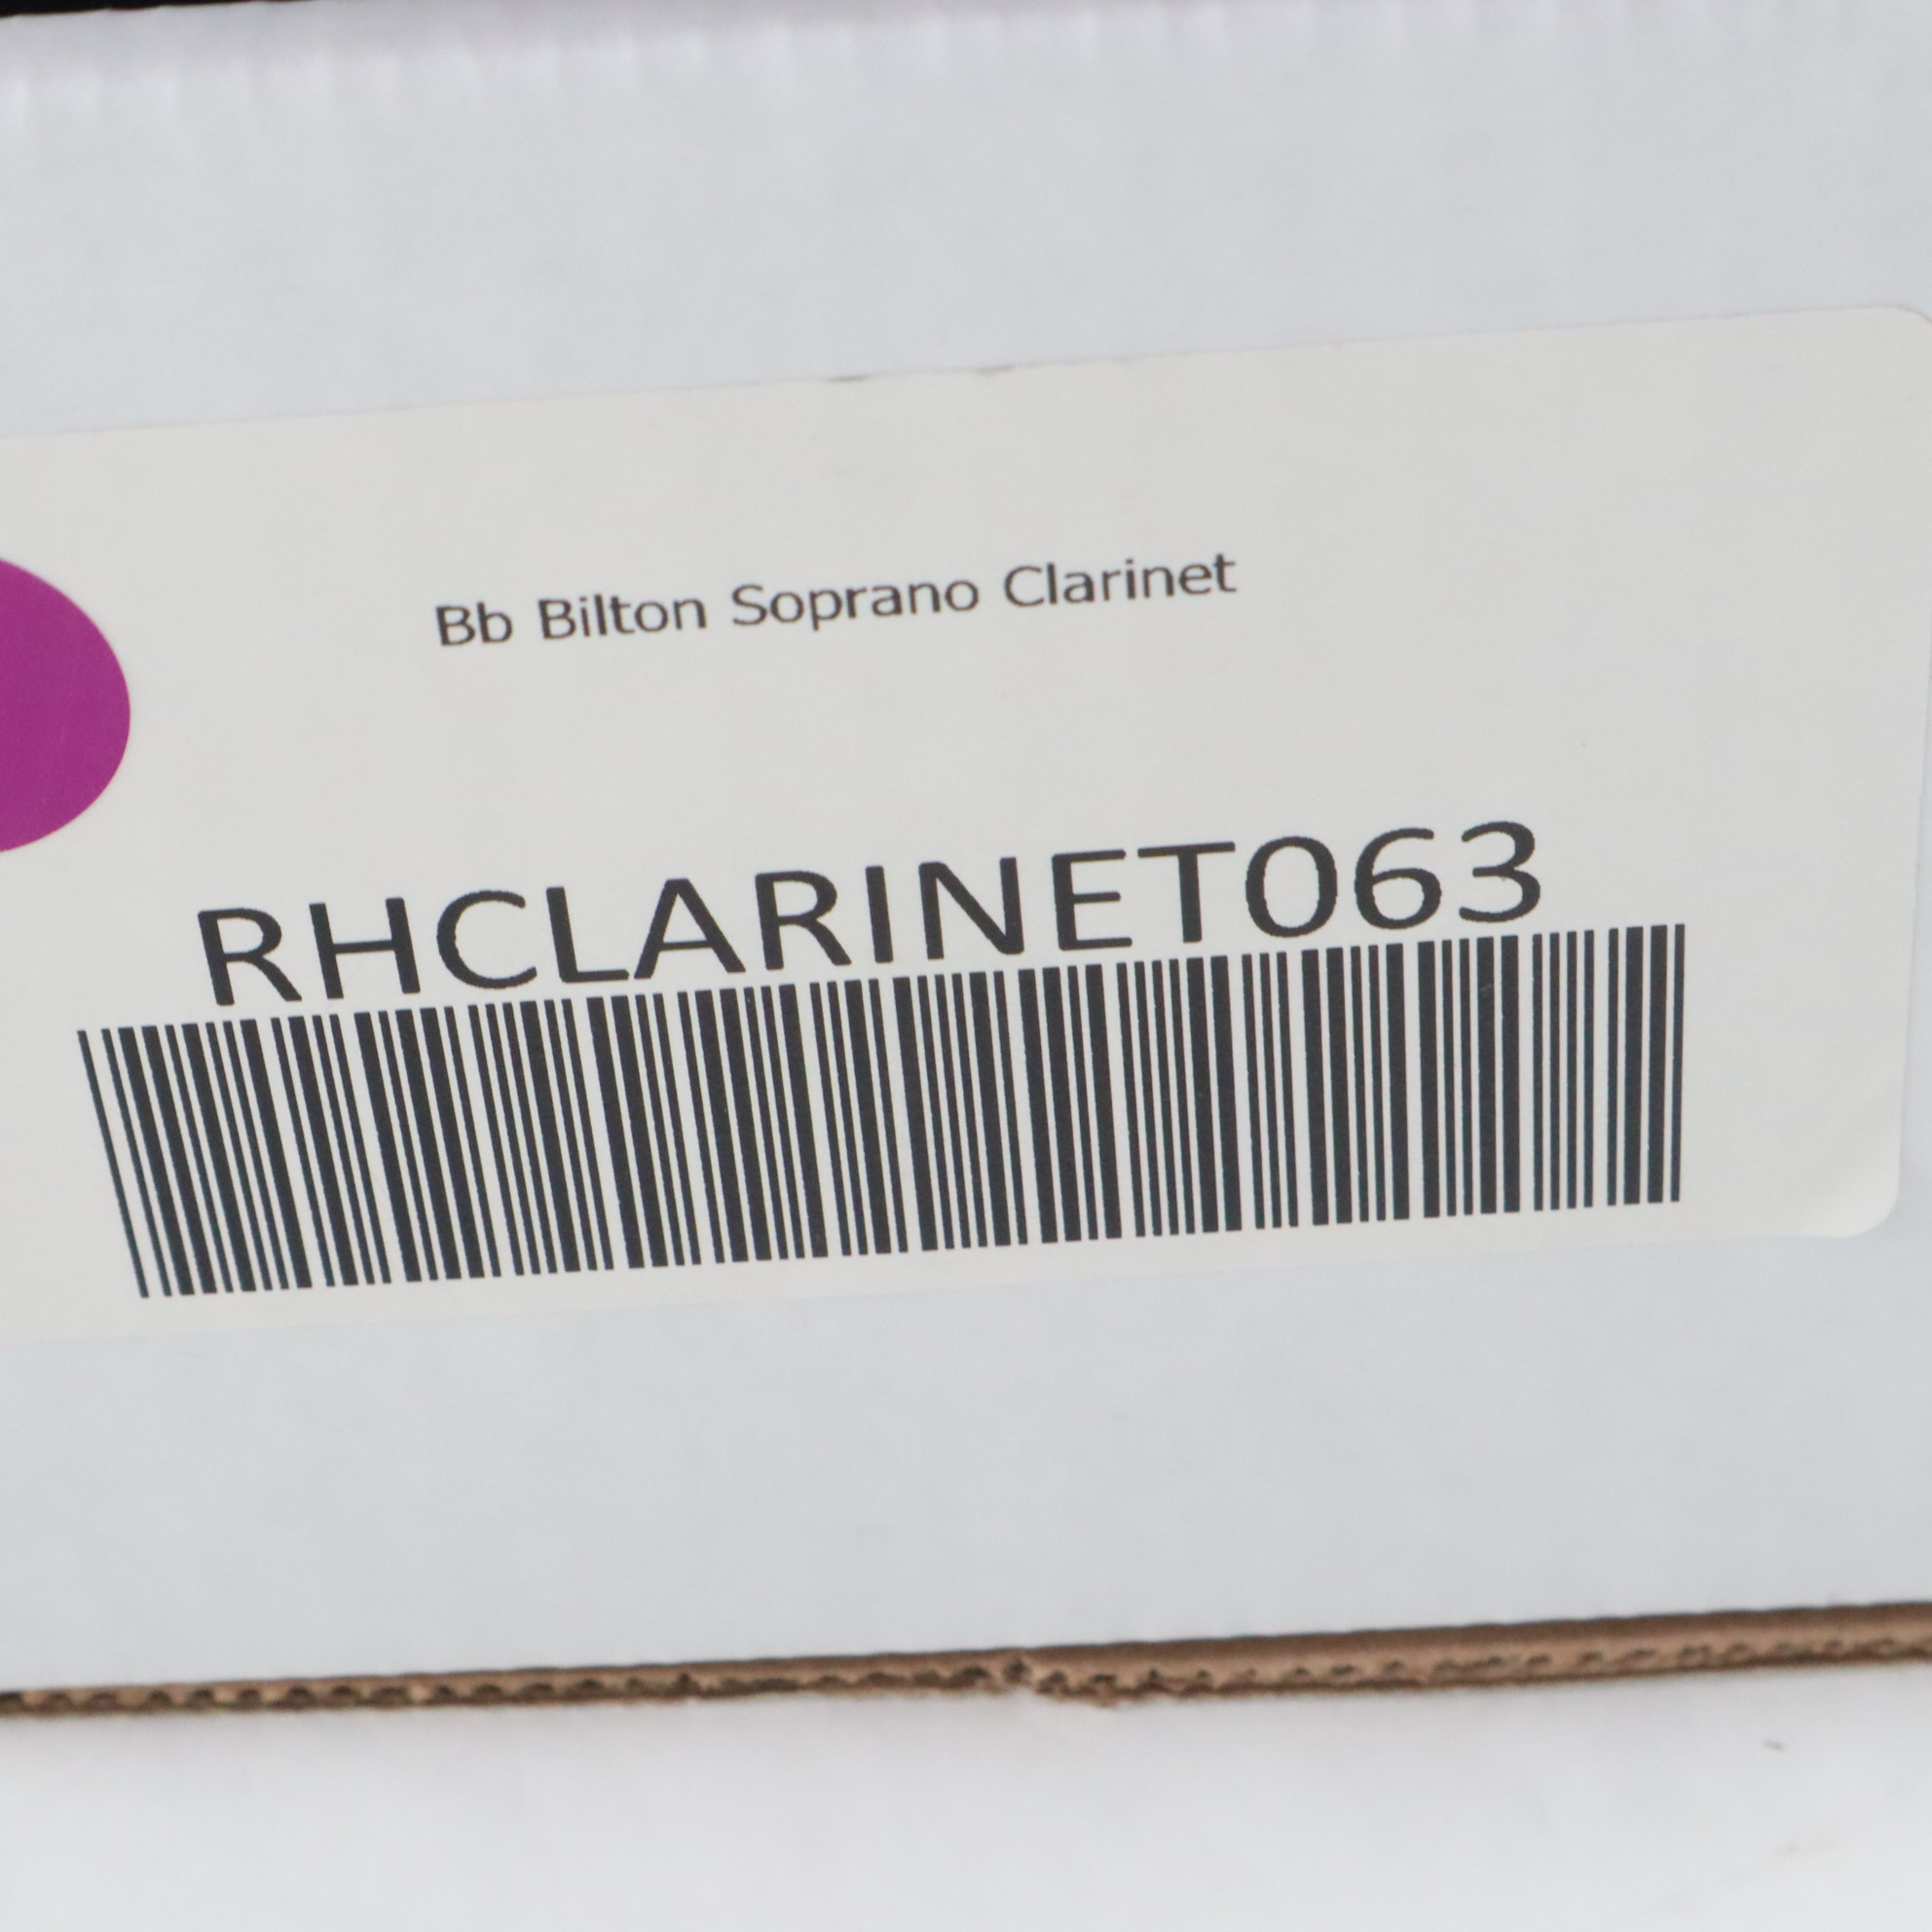 Bb Bilton Soprano Clarinet
RHCLARINET063